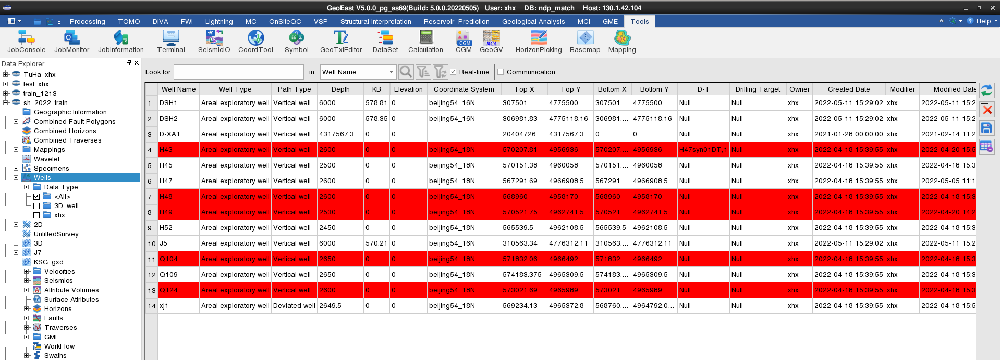 GeoEast V5.0.0_pg_as69(Build: 5.0.0.20220505) User: xhx DB: ndp_match Host: 130.1.42.104
Processing TOMO DIVA FWI Lightning MC OnSiteQC VSP Structural Interpretation Reservoir Prediction Geological Analysis MCI GME Tools Help
JobConsole JobMonitor JobInformation Terminal SeismicIO CoordTool Symbol GeoTxtEditor DataSet Calculation CGM GeoGV HorizonPicking Basemap Mapping
Data Explorer
TuHa_xhx
test_xhx
train_1213
sh_2022_train
Geographic Information
Combined Fault Polygons
Combined Horizons
Combined Traverses
Mappings
Wavelet
Specimens
Wells
Data Type
<All>
3D_well
xhx
2D
UntitledSurvey
3D
J7
KSG_gxd
Velocities
Seismics
Attribute Volumes
Surface Attributes
Horizons
Faults
Traverses
GME
WorkFlow
Swaths
Look for: in Well Name Real-time Communication
Well Name Well Type Path Type Depth KB Elevation Coordinate System Top X Top Y Bottom X Bottom Y D-T Drilling Target Owner Created Date Modifier Modified Date
1 DSH1 Areal exploratory well Vertical well 6000 578.81 0 beijing54_16N 307501 4775500 307501 4775500 Null Null xhx 2022-05-11 15:29:02 xhx 2022-05-11 15:2
2 DSH2 Areal exploratory well Vertical well 6000 578.35 0 beijing54_16N 306981.83 4775118.16 306981.... 4775118.16 Null Null xhx 2022-05-11 15:29:02 xhx 2022-05-11 15:2
3 D-XA1 Areal exploratory well Vertical well 4317567.3... 0 0 20404726.... 4317567.3... 0 0 Null Null xhx 2021-01-28 00:00:00 xhx 2021-02-14 11:2
4 H43 Areal exploratory well Vertical well 2600 0 0 beijing54_18N 570207.81 4956936 570207.... 4956936 H47syn01DT,1 Null xhx 2022-04-18 15:39:55 xhx 2022-04-20 15:5
5 H45 Areal exploratory well Vertical well 2500 0 0 beijing54_18N 570151.38 4960058 570151.... 4960058 Null Null xhx 2022-04-18 15:39:55 xhx 2022-04-18 15:3
6 H47 Areal exploratory well Vertical well 2600 0 0 beijing54_18N 567291.69 4966908.5 567291.... 4966908.5 Null Null xhx 2022-04-18 15:39:55 xhx 2022-05-05 11:1
7 H48 Areal exploratory well Vertical well 2600 0 0 beijing54_18N 568960 4958170 568960 4958170 Null Null xhx 2022-04-18 15:39:55 xhx 2022-04-18 15:3
8 H49 Areal exploratory well Vertical well 2530 0 0 beijing54_18N 570521.75 4962741.5 570521.... 4962741.5 Null Null xhx 2022-04-18 15:39:55 xhx 2022-04-20 14:2
9 H52 Areal exploratory well Vertical well 2450 0 0 beijing54_18N 565539.5 4962108.5 565539.5 4962108.5 Null Null xhx 2022-04-18 15:39:55 xhx 2022-04-18 15:3
10 J5 Areal exploratory well Vertical well 6000 570.21 0 beijing54_16N 310563.34 4776312.11 310563.... 4776312.11 Null Null xhx 2022-05-11 15:29:02 xhx 2022-05-11 15:2
11 Q104 Areal exploratory well Vertical well 2650 0 0 beijing54_18N 571832.06 4966492 571832.... 4966492 Null Null xhx 2022-04-18 15:39:55 xhx 2022-04-18 15:3
12 Q109 Areal exploratory well Vertical well 2650 0 0 beijing54_18N 574183.375 4965309.5 574183.... 4965309.5 Null Null xhx 2022-04-18 15:39:55 xhx 2022-04-18 15:3
13 Q124 Areal exploratory well Vertical well 2600 0 0 beijing54_18N 573021.69 4965989 573021.... 4965989 Null Null xhx 2022-04-18 15:39:55 xhx 2022-04-18 15:3
14 xj1 Areal exploratory well Deviated well 2649.5 0 0 beijing54_18N 569234.13 4965372.8 568760.... 4964792.0... Null Null xhx 2022-04-18 15:39:55 xhx 2022-04-18 15:5